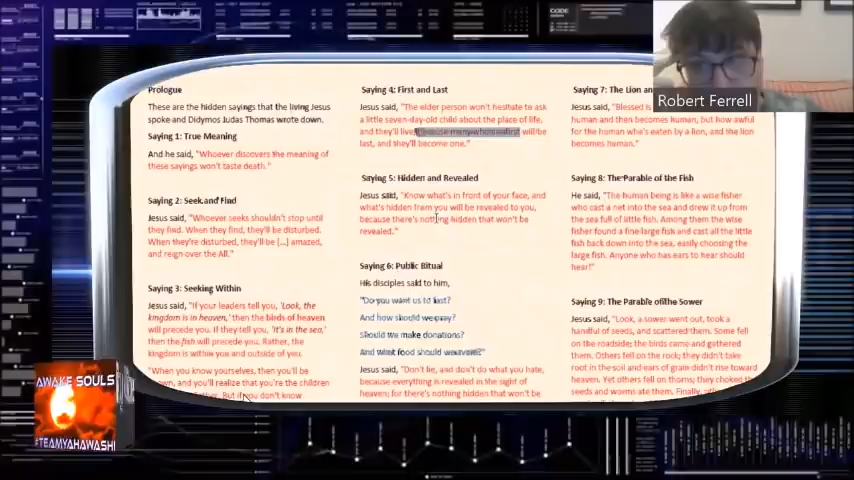 CODE
Robert Ferrell
Prologue
These are the hidden sayings that the living Jesus
spoke and Didymos Judas Thomas wrote down.
Saying 1: True Meaning
And he said, "Whoever discovers the meaning of
these sayings won't taste death."
Saying 2: Seek and Find
Jesus said, "Whoever seeks shouldn't stop until
they find. When they find, they'll be disturbed.
When they're disturbed, they'll be [...] amazed,
and reign over the All."
Saying 3: Seeking Within
Jesus said, "If your leaders tell you, 'Look, the
kingdom is in heaven,' then the birds of heaven
will precede you. If they tell you, 'It's in the sea,'
then the fish will precede you. Rather, the
kingdom is within you and outside of you.
"When you know yourselves, then you'll be
own, and you'll realize that you're the children
ther. But if you don't know
Saying 4: First and Last
Jesus said, "The elder person won't hesitate to ask
a little seven-day-old child about the place of life,
and they'll live, because many who are first will be
last, and they'll become one."
Saying 5: Hidden and Revealed
Jesus said, "Know what's in front of your face, and
what's hidden from you will be revealed to you,
because there's nothing hidden that won't be
revealed."
Saying 6: Public Ritual
His disciples said to him,
"Do you want us to fast?
And how should we pray?
Should we make donations?
And what food should we avoid?"
Jesus said, "Don't lie, and don't do what you hate,
because everything is revealed in the sight of
heaven; for there's nothing hidden that won't be
Saying 7: The Lion an
Jesus said, "Blessed is
human and then becomes human, but how awful
for the human who's eaten by a lion, and the lion
becomes human."
Saying 8: The Parable of the Fish
He said, "The human being is like a wise fisher
who cast a net into the sea and drew it up from
the sea full of little fish. Among them the wise
fisher found a fine large fish and cast all the little
fish back down into the sea, easily choosing the
large fish. Anyone who has ears to hear should
hear!"
Saying 9: The Parable of the Sower
Jesus said, "Look, a sower went out, took a
handful of seeds, and scattered them. Some fell
on the roadside; the birds came and gathered
them. Others fell on the rock; they didn't take
root in the soil and ears of grain didn't rise toward
heaven. Yet others fell on thorns; they choked the
seeds and worms ate them. Finally,
AWAKE SOULS
#TEAMYAHAWASHI